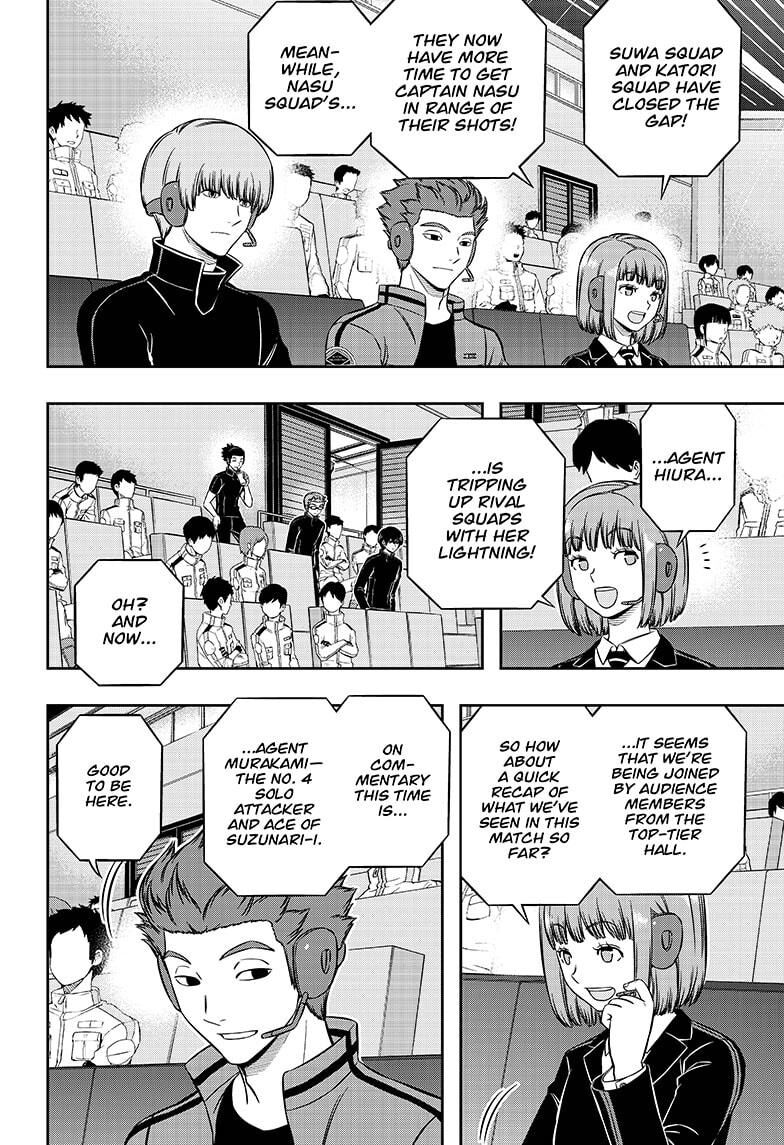 SUWA SQUAD
AND KATORI
SQUAD HAVE
CLOSED THE
GAP!
THEY NOW
HAVE MORE
TIME TO GET
CAPTAIN NASU
IN RANGE OF
THEIR SHOTS!
MEAN-
WHILE,
NASU
SQUAD'S...
...AGENT
HIURA...
...IS
TRIPPING
UP RIVAL
SQUADS
WITH HER
LIGHTNING!
OH?
AND
NOW...
...IT SEEMS
THAT WE'RE
BEING JOINED
BY AUDIENCE
MEMBERS
FROM THE
TOP-TIER
HALL.
SO HOW
ABOUT
A QUICK
RECAP OF
WHAT WE'VE
SEEN IN THIS
MATCH SO
FAR?
ON
COM-
MENTARY
THIS TIME
IS...
...AGENT
MURAKAMI—
THE NO. 4
SOLO
ATTACKER
AND ACE OF
SUZUNARI-1.
GOOD
TO BE
HERE.